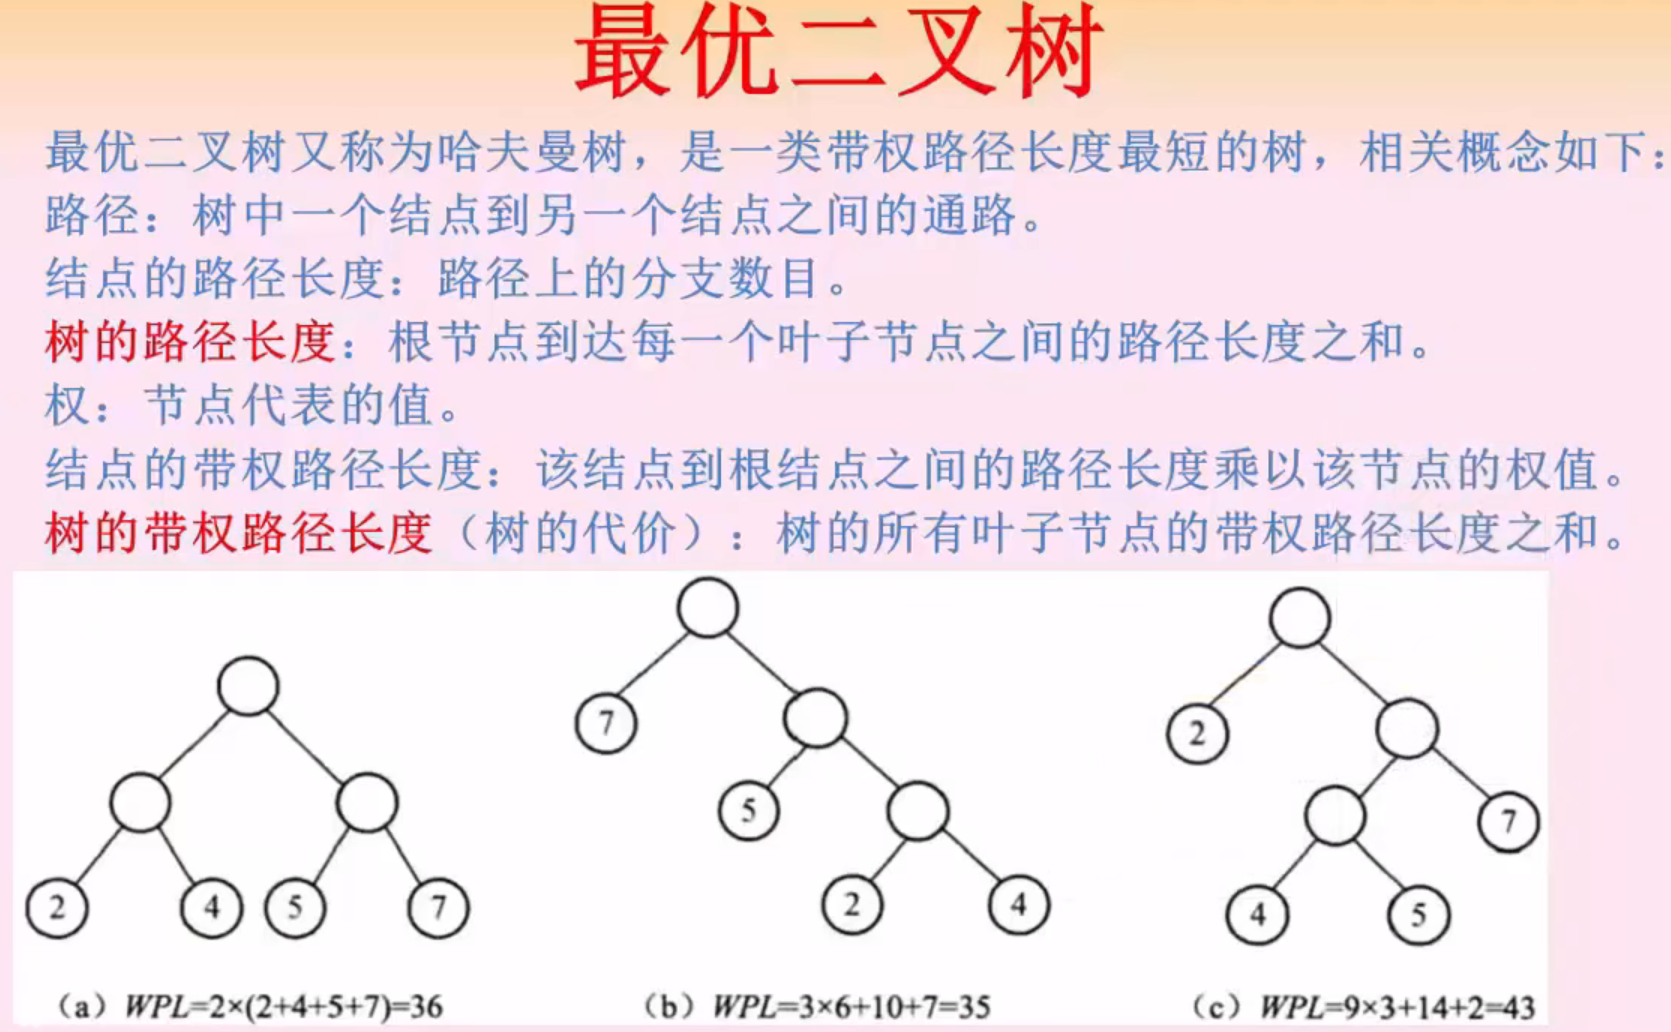 最优二叉树
最优二叉树又称为哈夫曼树，是一类带权路径长度最短的树，相关概念如下：
路径：树中一个结点到另一个结点之间的通路。
结点的路径长度：路径上的分支数目。
树的路径长度：根节点到达每一个叶子节点之间的路径长度之和。
权：节点代表的值。
结点的带权路径长度：该结点到根结点之间的路径长度乘以该节点的权值。
树的带权路径长度（树的代价）：树的所有叶子节点的带权路径长度之和。
2 4 5 7
7
5
2 4
2
7
4 5
（a）WPL=2×(2+4+5+7)=36
（b）WPL=3×6+10+7=35
（c）WPL=9×3+14+2=43